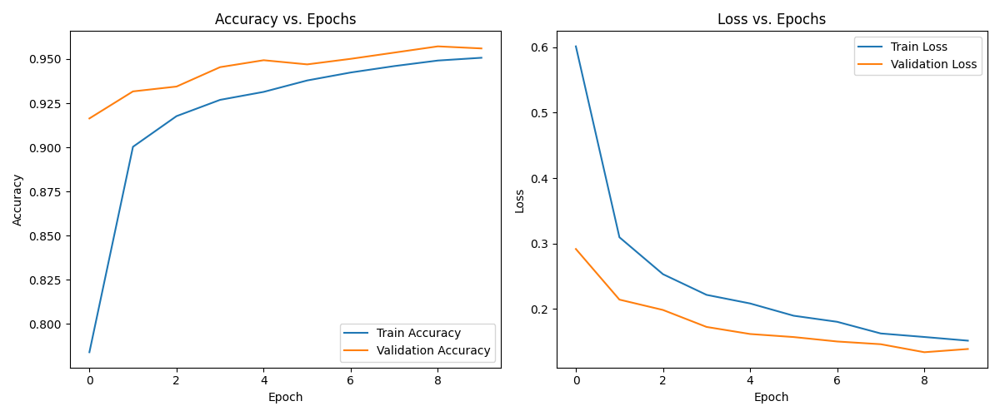 Accuracy vs. Epochs
Accuracy
0.950
0.925
0.900
0.875
0.850
0.825
0.800
0 2 4 6 8
Epoch
Train Accuracy
Validation Accuracy
Loss vs. Epochs
Loss
0.6
0.5
0.4
0.3
0.2
0 2 4 6 8
Epoch
Train Loss
Validation Loss